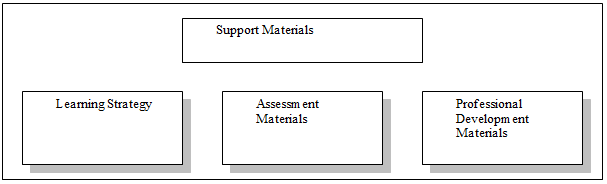 Support Materials
Learning Strategy
Assessment
Materials
Professional
Development
Materials